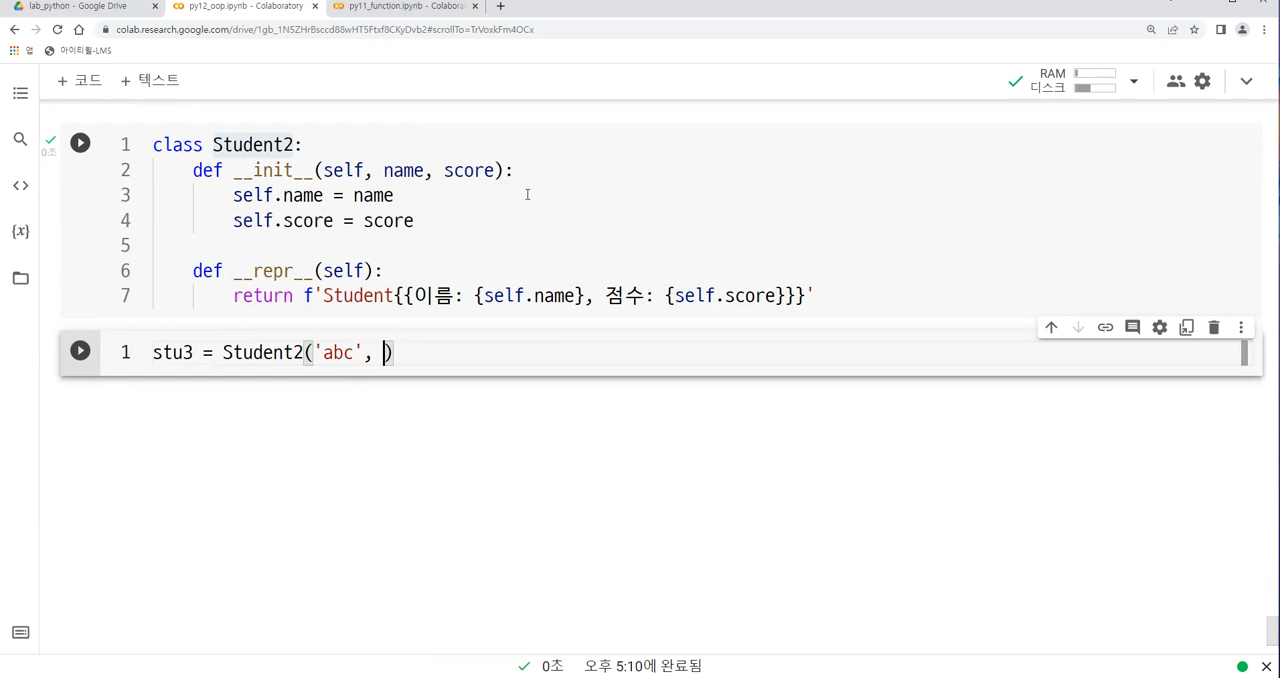 lab_python - Google Drive
py12_oop.ipynb - Colaboratory
py11_function.ipynb - Colabora
colab.research.google.com/drive/1gb_1N5ZHrBsccd88wHT5Ftxf8CKyDvb2#scrollTo=TrVoxkFm4OCx
앱 아이티윌-LMS
+ 코드 + 텍스트
RAM
디스크
0초
1 class Student2:
2 def __init__(self, name, score):
3 self.name = name
4 self.score = score
5
6 def __repr__(self):
7 return f'Student{{이름: {self.name}, 점수: {self.score}}}'
1 stu3 = Student2('abc', )
0초 오후 5:10에 완료됨